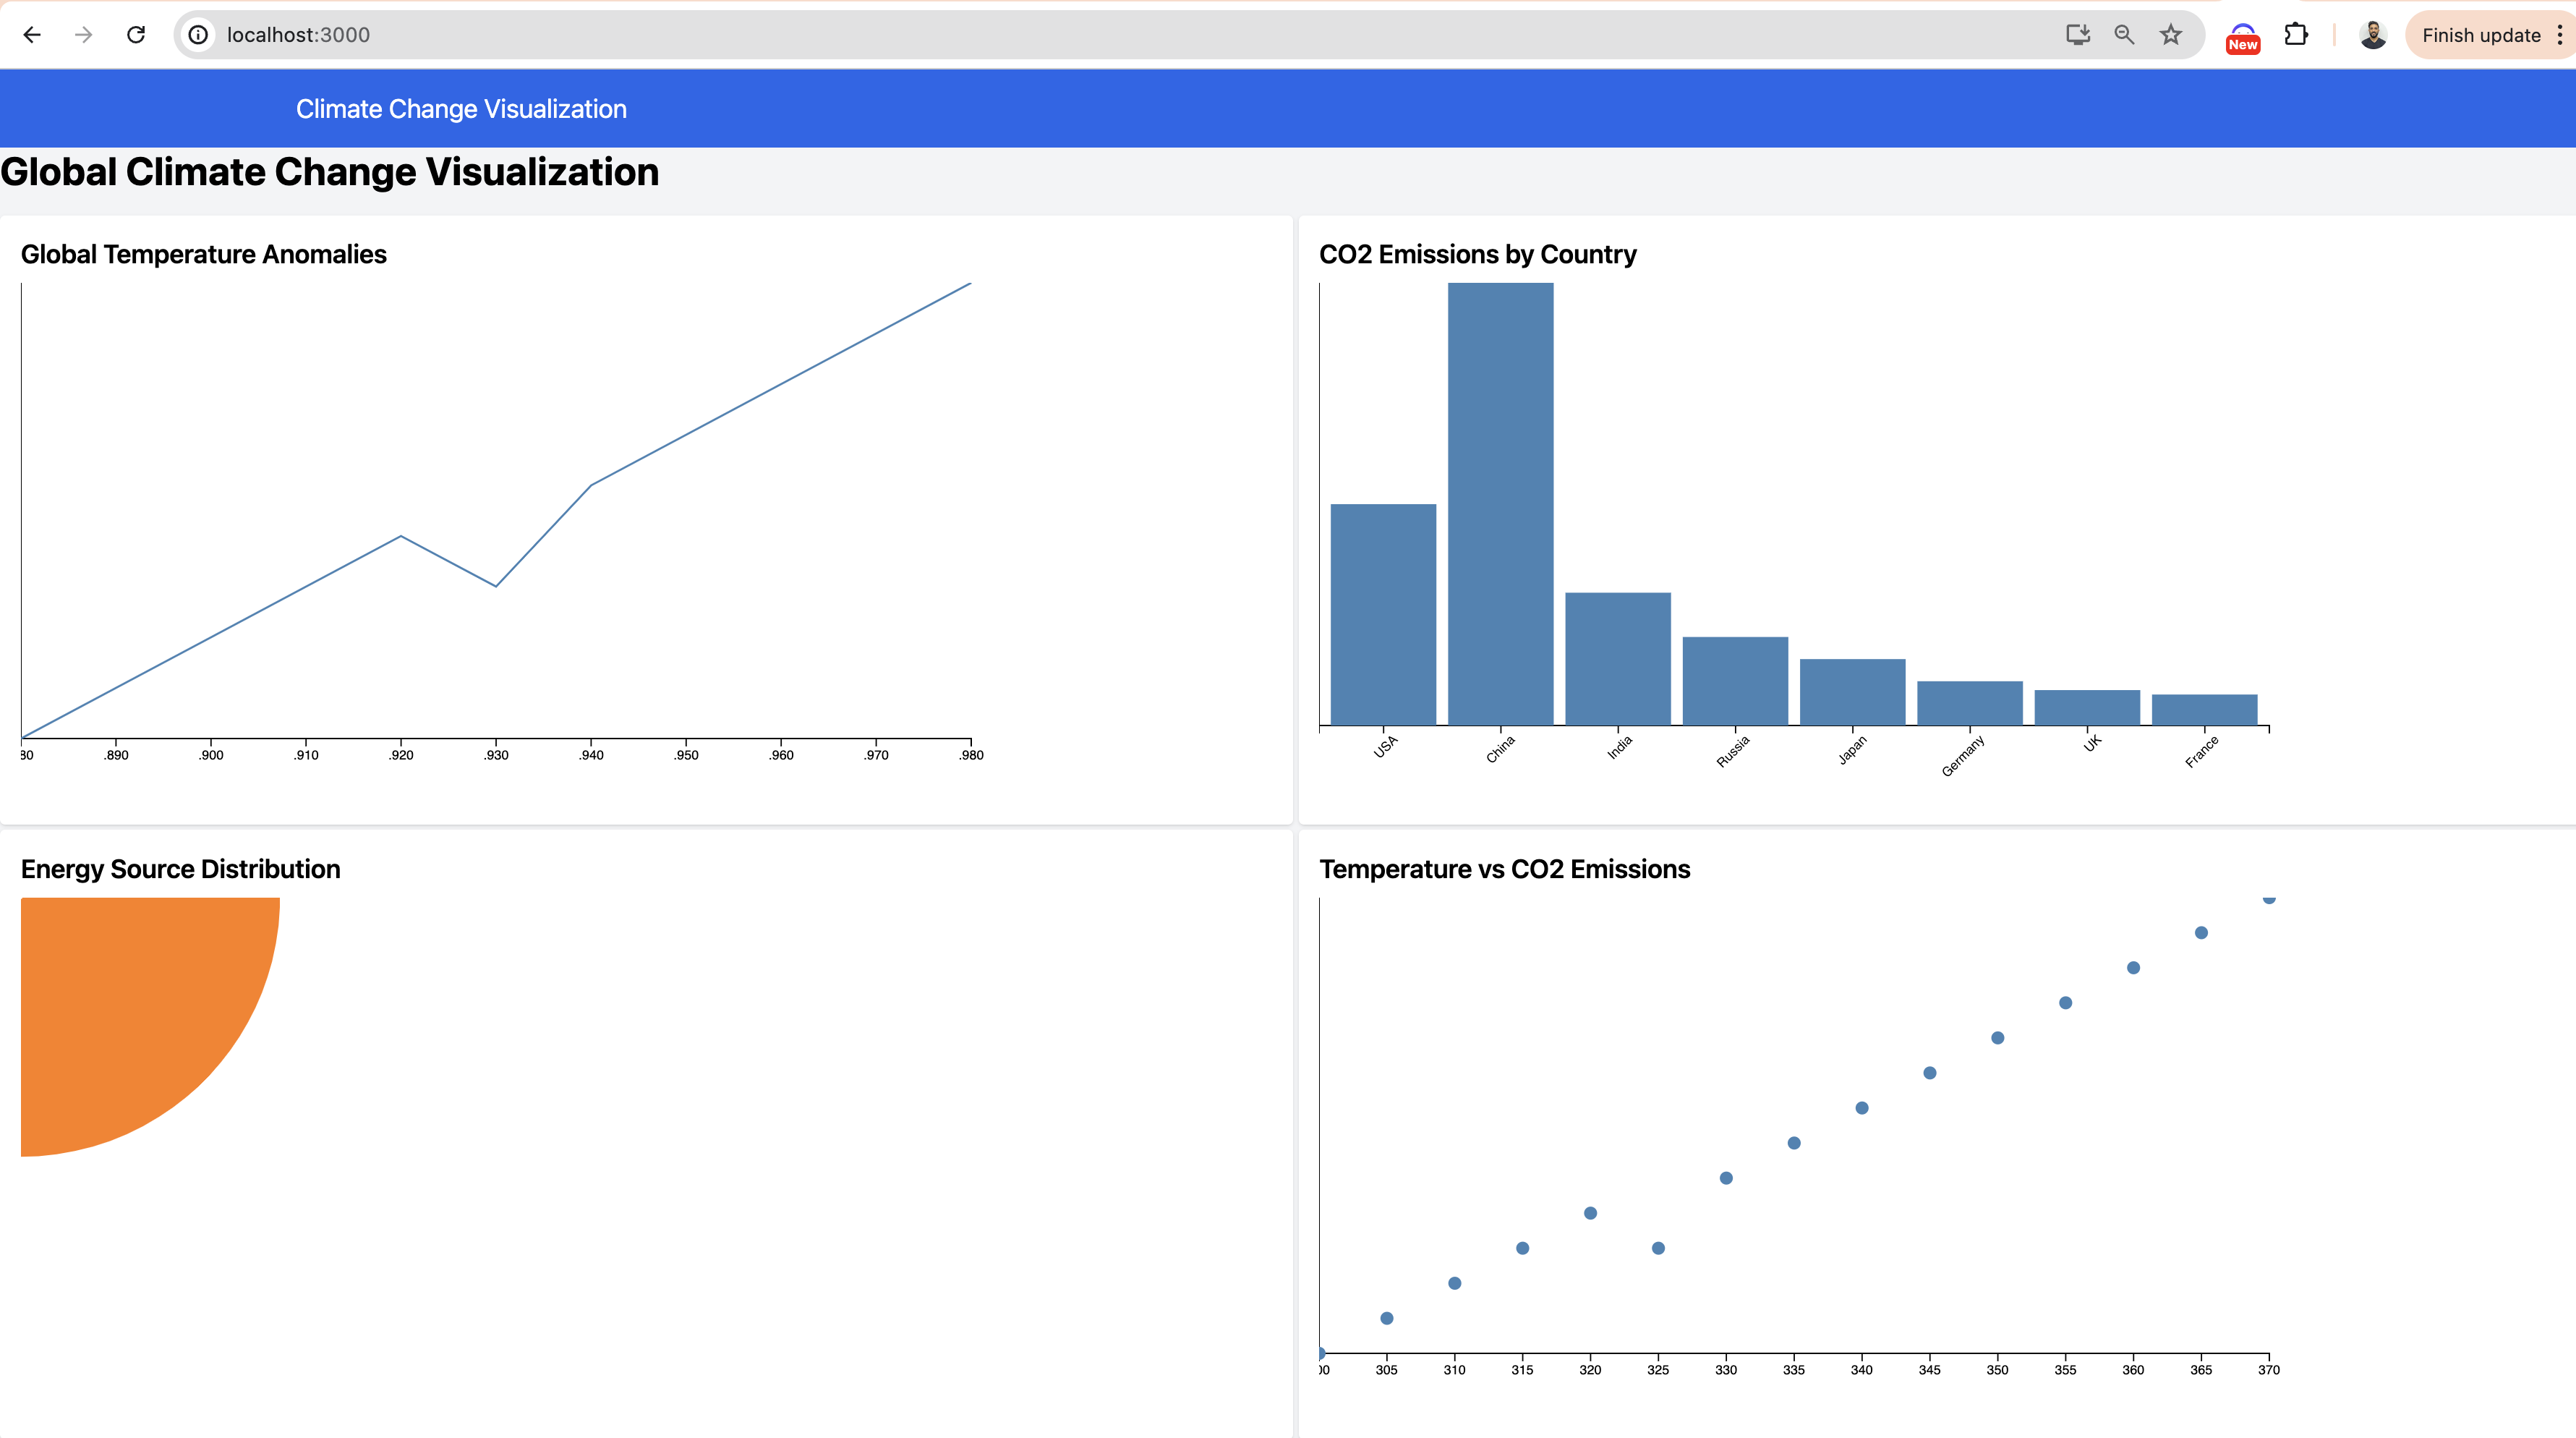 localhost:3000
New
Finish update
Climate Change Visualization
Global Climate Change Visualization
Global Temperature Anomalies
80 .890 .900 .910 .920 .930 .940 .950 .960 .970 .980
CO2 Emissions by Country
USA China India Russia Japan Germany UK France
Energy Source Distribution
Temperature vs CO2 Emissions
00 305 310 315 320 325 330 335 340 345 350 355 360 365 370